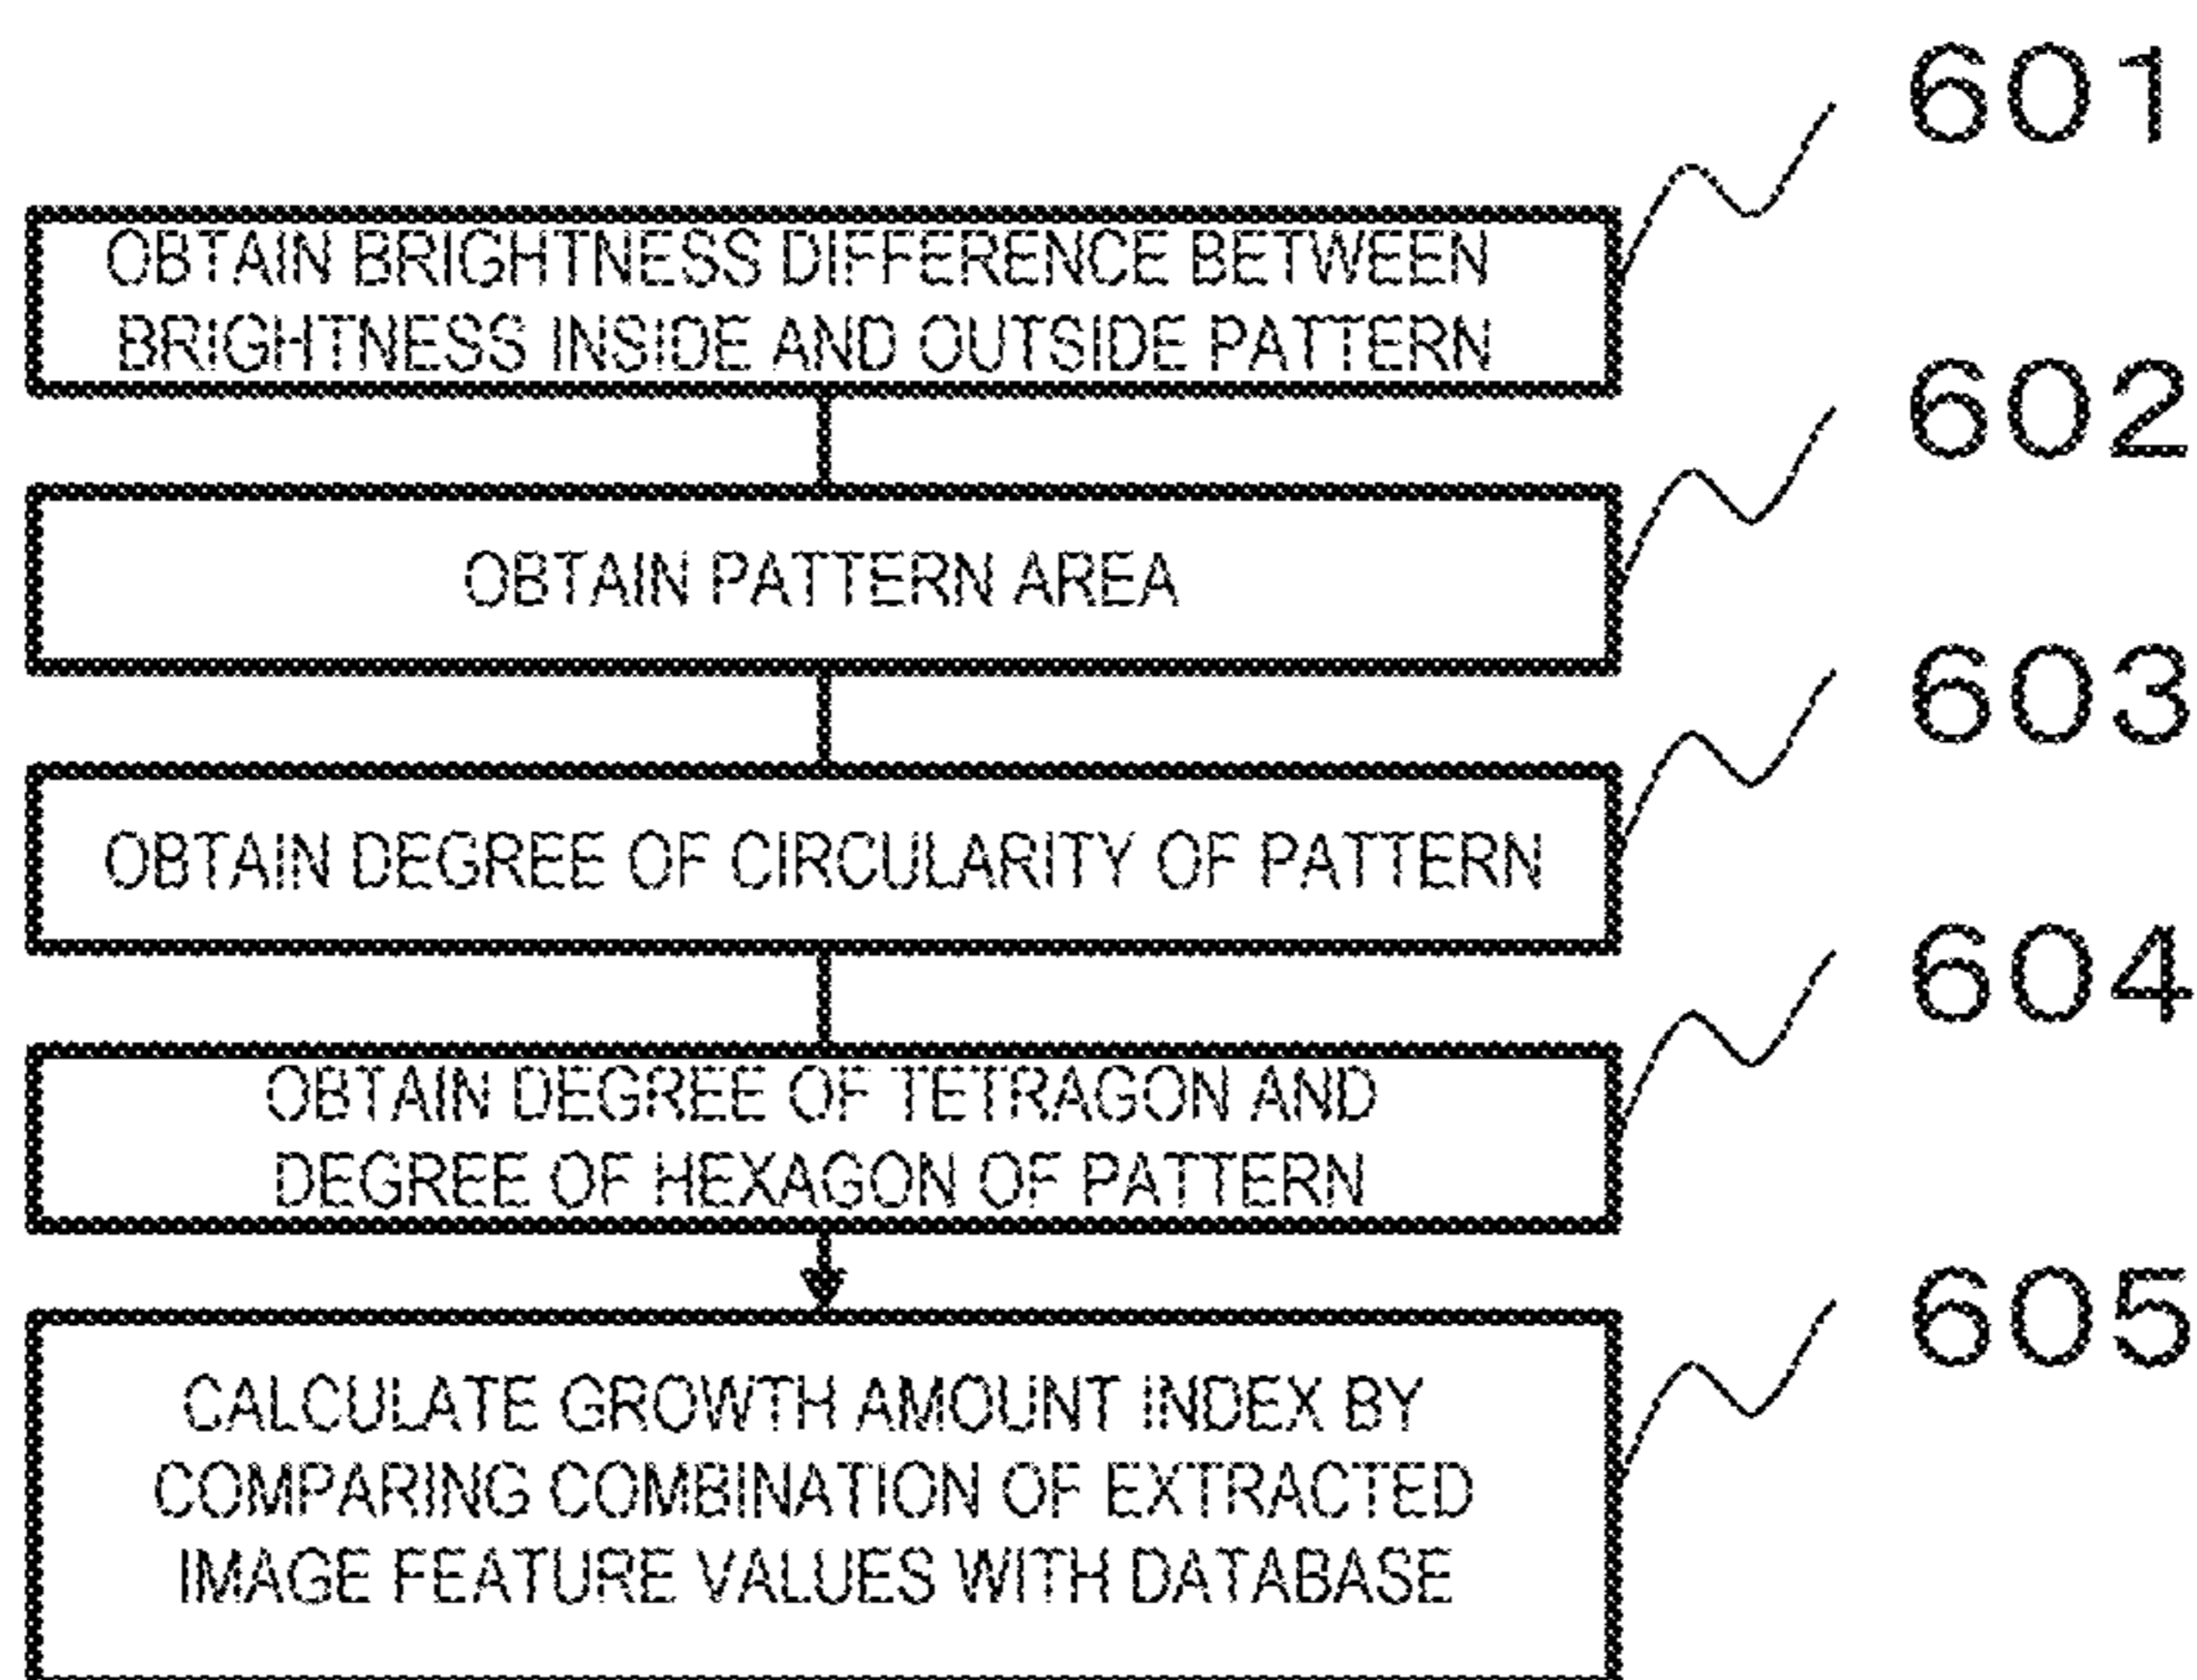 601
OBTAIN BRIGHTNESS DIFFERENCE BETWEEN
BRIGHTNESS INSIDE AND OUTSIDE PATTERN
602
OBTAIN PATTERN AREA
603
OBTAIN DEGREE OF CIRCULARITY OF PATTERN
604
OBTAIN DEGREE OF TETRAGON AND
DEGREE OF HEXAGON OF PATTERN
605
CALCULATE GROWTH AMOUNT INDEX BY
COMPARING COMBINATION OF EXTRACTED
IMAGE FEATURE VALUES WITH DATABASE